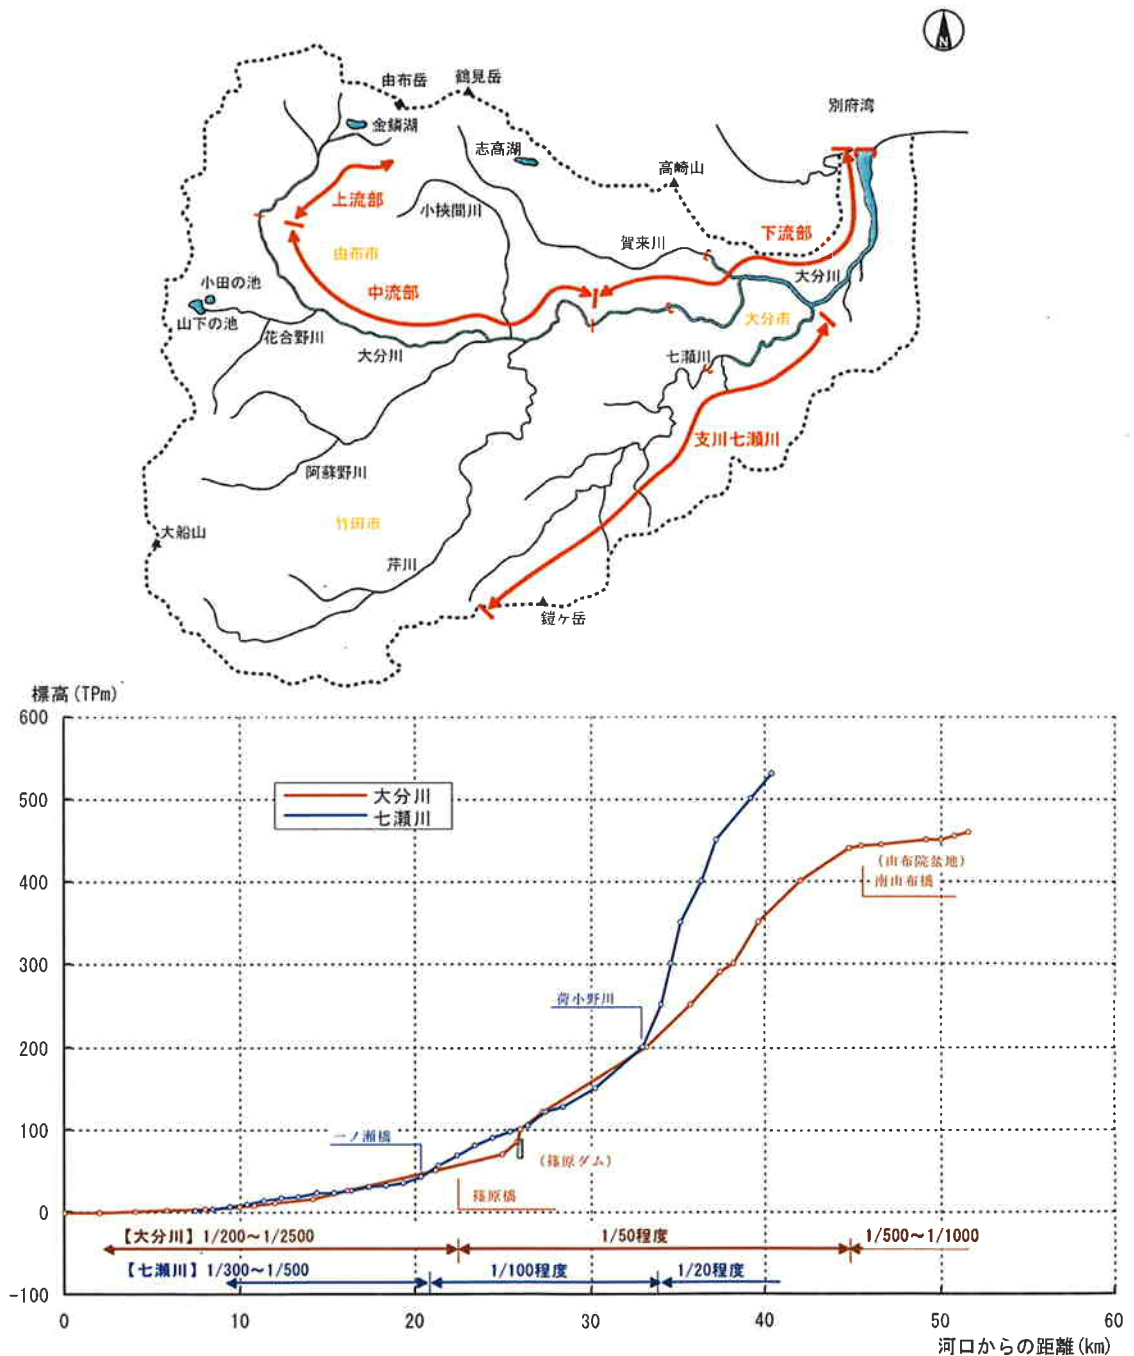 N
由布岳
鶴見岳
別府湾
金鱗湖
志高湖
高崎山
上流部
小挾間川
賀来川
下流部
由布市
大分川
小田の池
中流部
山下の池
花合野川
大分川
大分市
七瀬川
支川七瀬川
阿蘇野川
竹田市
大船山
芹川
鎧ヶ岳
標高(TPm)
600
500
400
300
200
100
0
-100
大分川
七瀬川
(由布院盆地)
南由布橋
荷小野川
一ノ瀬橋
(篠原ダム)
篠原橋
【大分川】1/200～1/2500
1/50程度
1/500～1/1000
【七瀬川】1/300～1/500
1/100程度
1/20程度
0
10
20
30
40
50
60
河口からの距離(km)